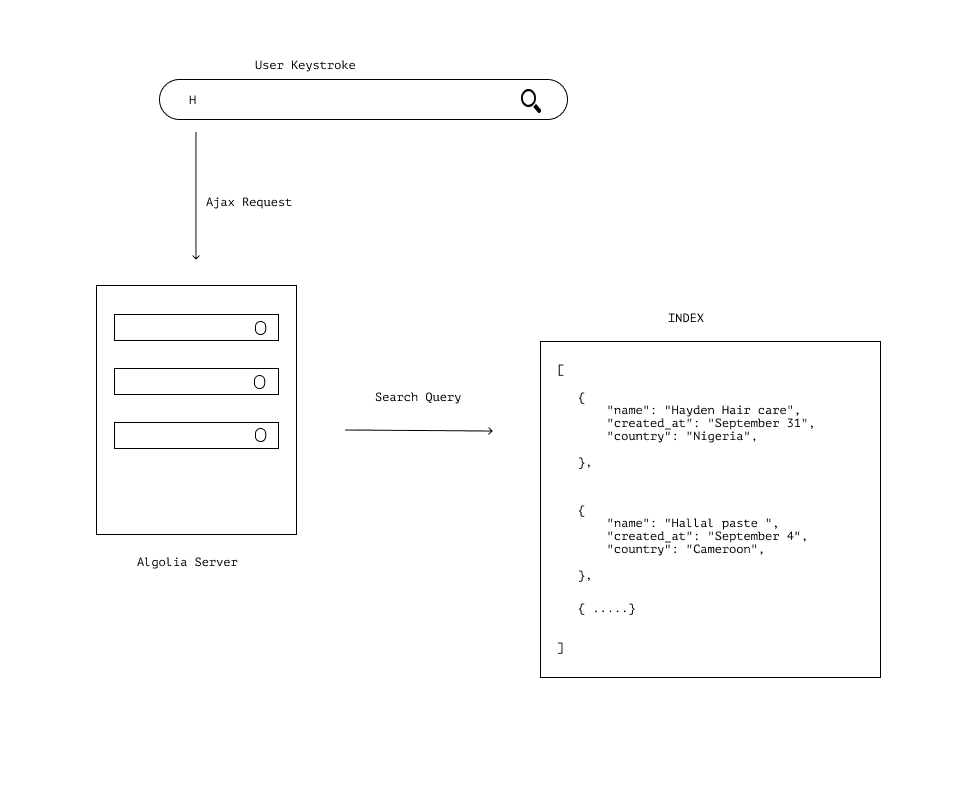 User Keystroke
H
Ajax Request
INDEX
[
{
"name": "Hayden Hair care",
"created_at": "September 31",
"country": "Nigeria",
},
Search Query
{
"name": "Hallal paste ",
"created_at": "September 4",
"country": "Cameroon",
},
{ .....}
]
Algolia Server